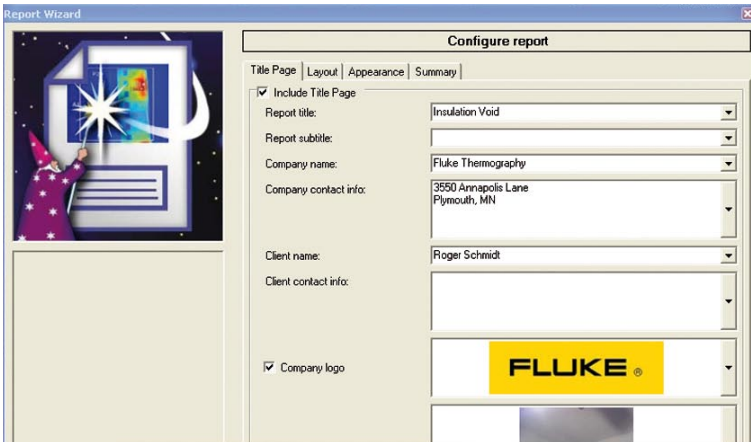 Report Wizard
Configure report
Title Page Layout Appearance Summary
Include Title Page
Report title: Insulation Void
Report subtitle:
Company name: Fluke Thermography
Company contact info: 3550 Annapolis Lane
Plymouth, MN
Client name: Roger Schmidt
Client contact info:
Company logo FLUKE ®